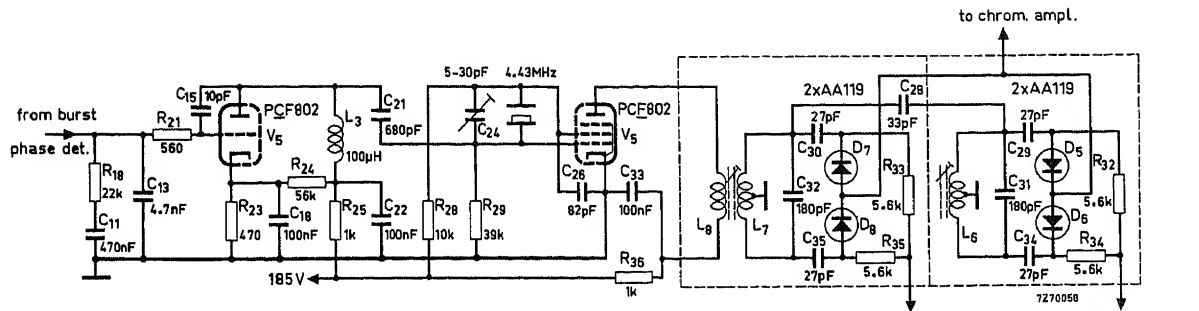 to chrom. ampl.
5-30pF 4.43MHz
2xAA119 C28 2xAA119
C15 10pF PCF802 C21 PCF802 27pF 33pF 27pF
from burst R21 V5 L3 680pF C24 V5 C30 D7 C29 D5
phase det. 560 100µH R33 R32
R18 C13 R24 C26 C33 C32 C31
22k 4.7nF 56k 82pF 100nF 180pF 5.6k 180pF 5.6k
C11 R23 C18 R25 C22 R28 R29 L8 L7 D8 L6 D6
470nF 470 100nF 1k 100nF 10k 39k C35 R35 C34 R34
185V R36 27pF 5.6k 27pF 5.6k
1k 7Z70058